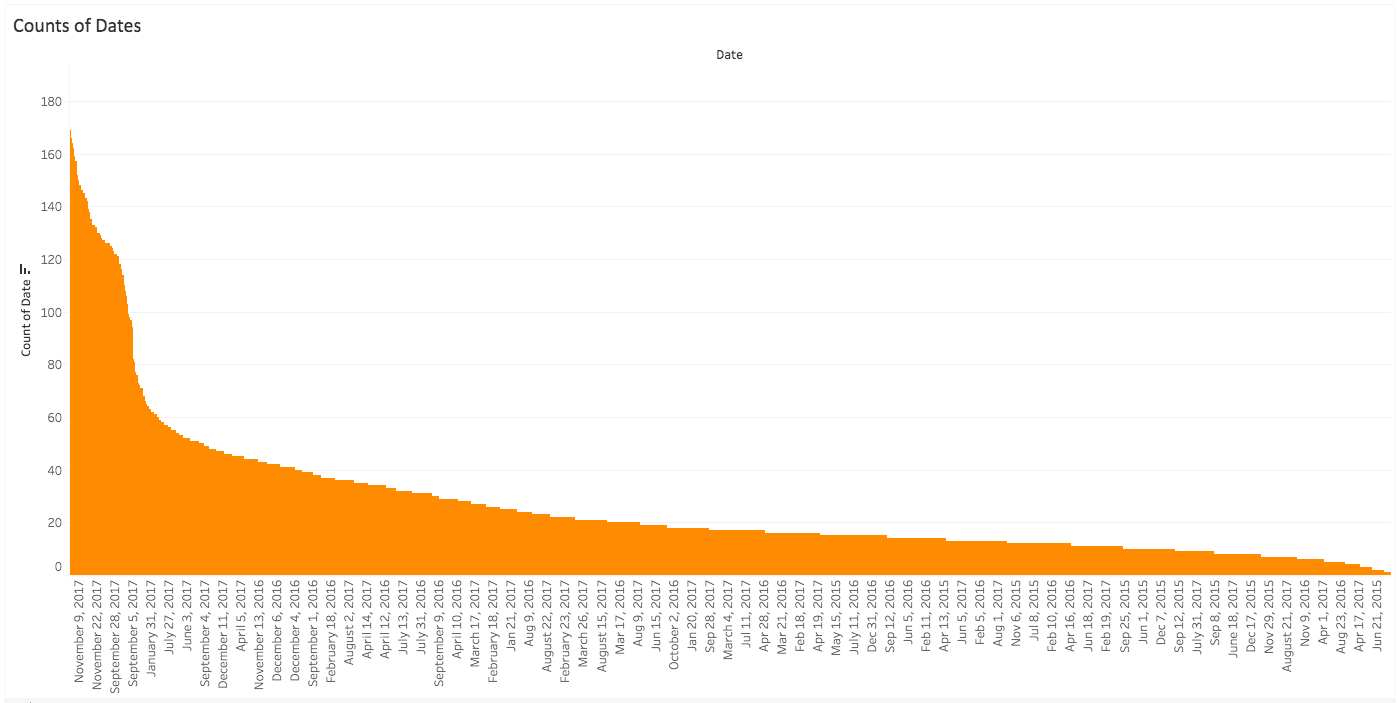 Counts of Dates
Date
Count of Date
180
160
140
120
100
80
60
40
20
0
November 9, 2017
November 22, 2017
September 28, 2017
September 5, 2017
January 31, 2017
July 27, 2017
June 3, 2017
September 4, 2017
December 11, 2017
April 5, 2017
November 13, 2016
December 6, 2016
December 4, 2016
September 1, 2016
February 18, 2016
August 2, 2017
April 14, 2017
April 12, 2016
July 13, 2017
July 31, 2016
September 9, 2016
April 10, 2016
March 17, 2017
February 18, 2017
Jan 21, 2017
Aug 9, 2016
August 22, 2017
February 23, 2017
March 26, 2017
August 15, 2017
March 17, 2016
Aug 9, 2017
Jun 15, 2017
October 2, 2016
Jan 20, 2017
Sep 28, 2017
March 4, 2017
Jul 11, 2017
Apr 28, 2016
Mar 21, 2016
Feb 18, 2017
Apr 19, 2017
May 15, 2015
July 11, 2016
Dec 31, 2016
Sep 12, 2016
Jun 5, 2016
Feb 11, 2016
Apr 13, 2015
Jun 5, 2017
Feb 5, 2016
Aug 1, 2017
Nov 6, 2015
Jul 8, 2015
Feb 10, 2016
Apr 16, 2016
Jul 18, 2016
Feb 19, 2017
Sep 25, 2015
Jun 1, 2015
Dec 7, 2015
Sep 12, 2015
July 31, 2017
Sep 8, 2015
June 18, 2017
Dec 17, 2015
Nov 29, 2015
August 21, 2017
Nov 9, 2016
Apr 1, 2017
Aug 23, 2016
Apr 17, 2017
Jun 21, 2015